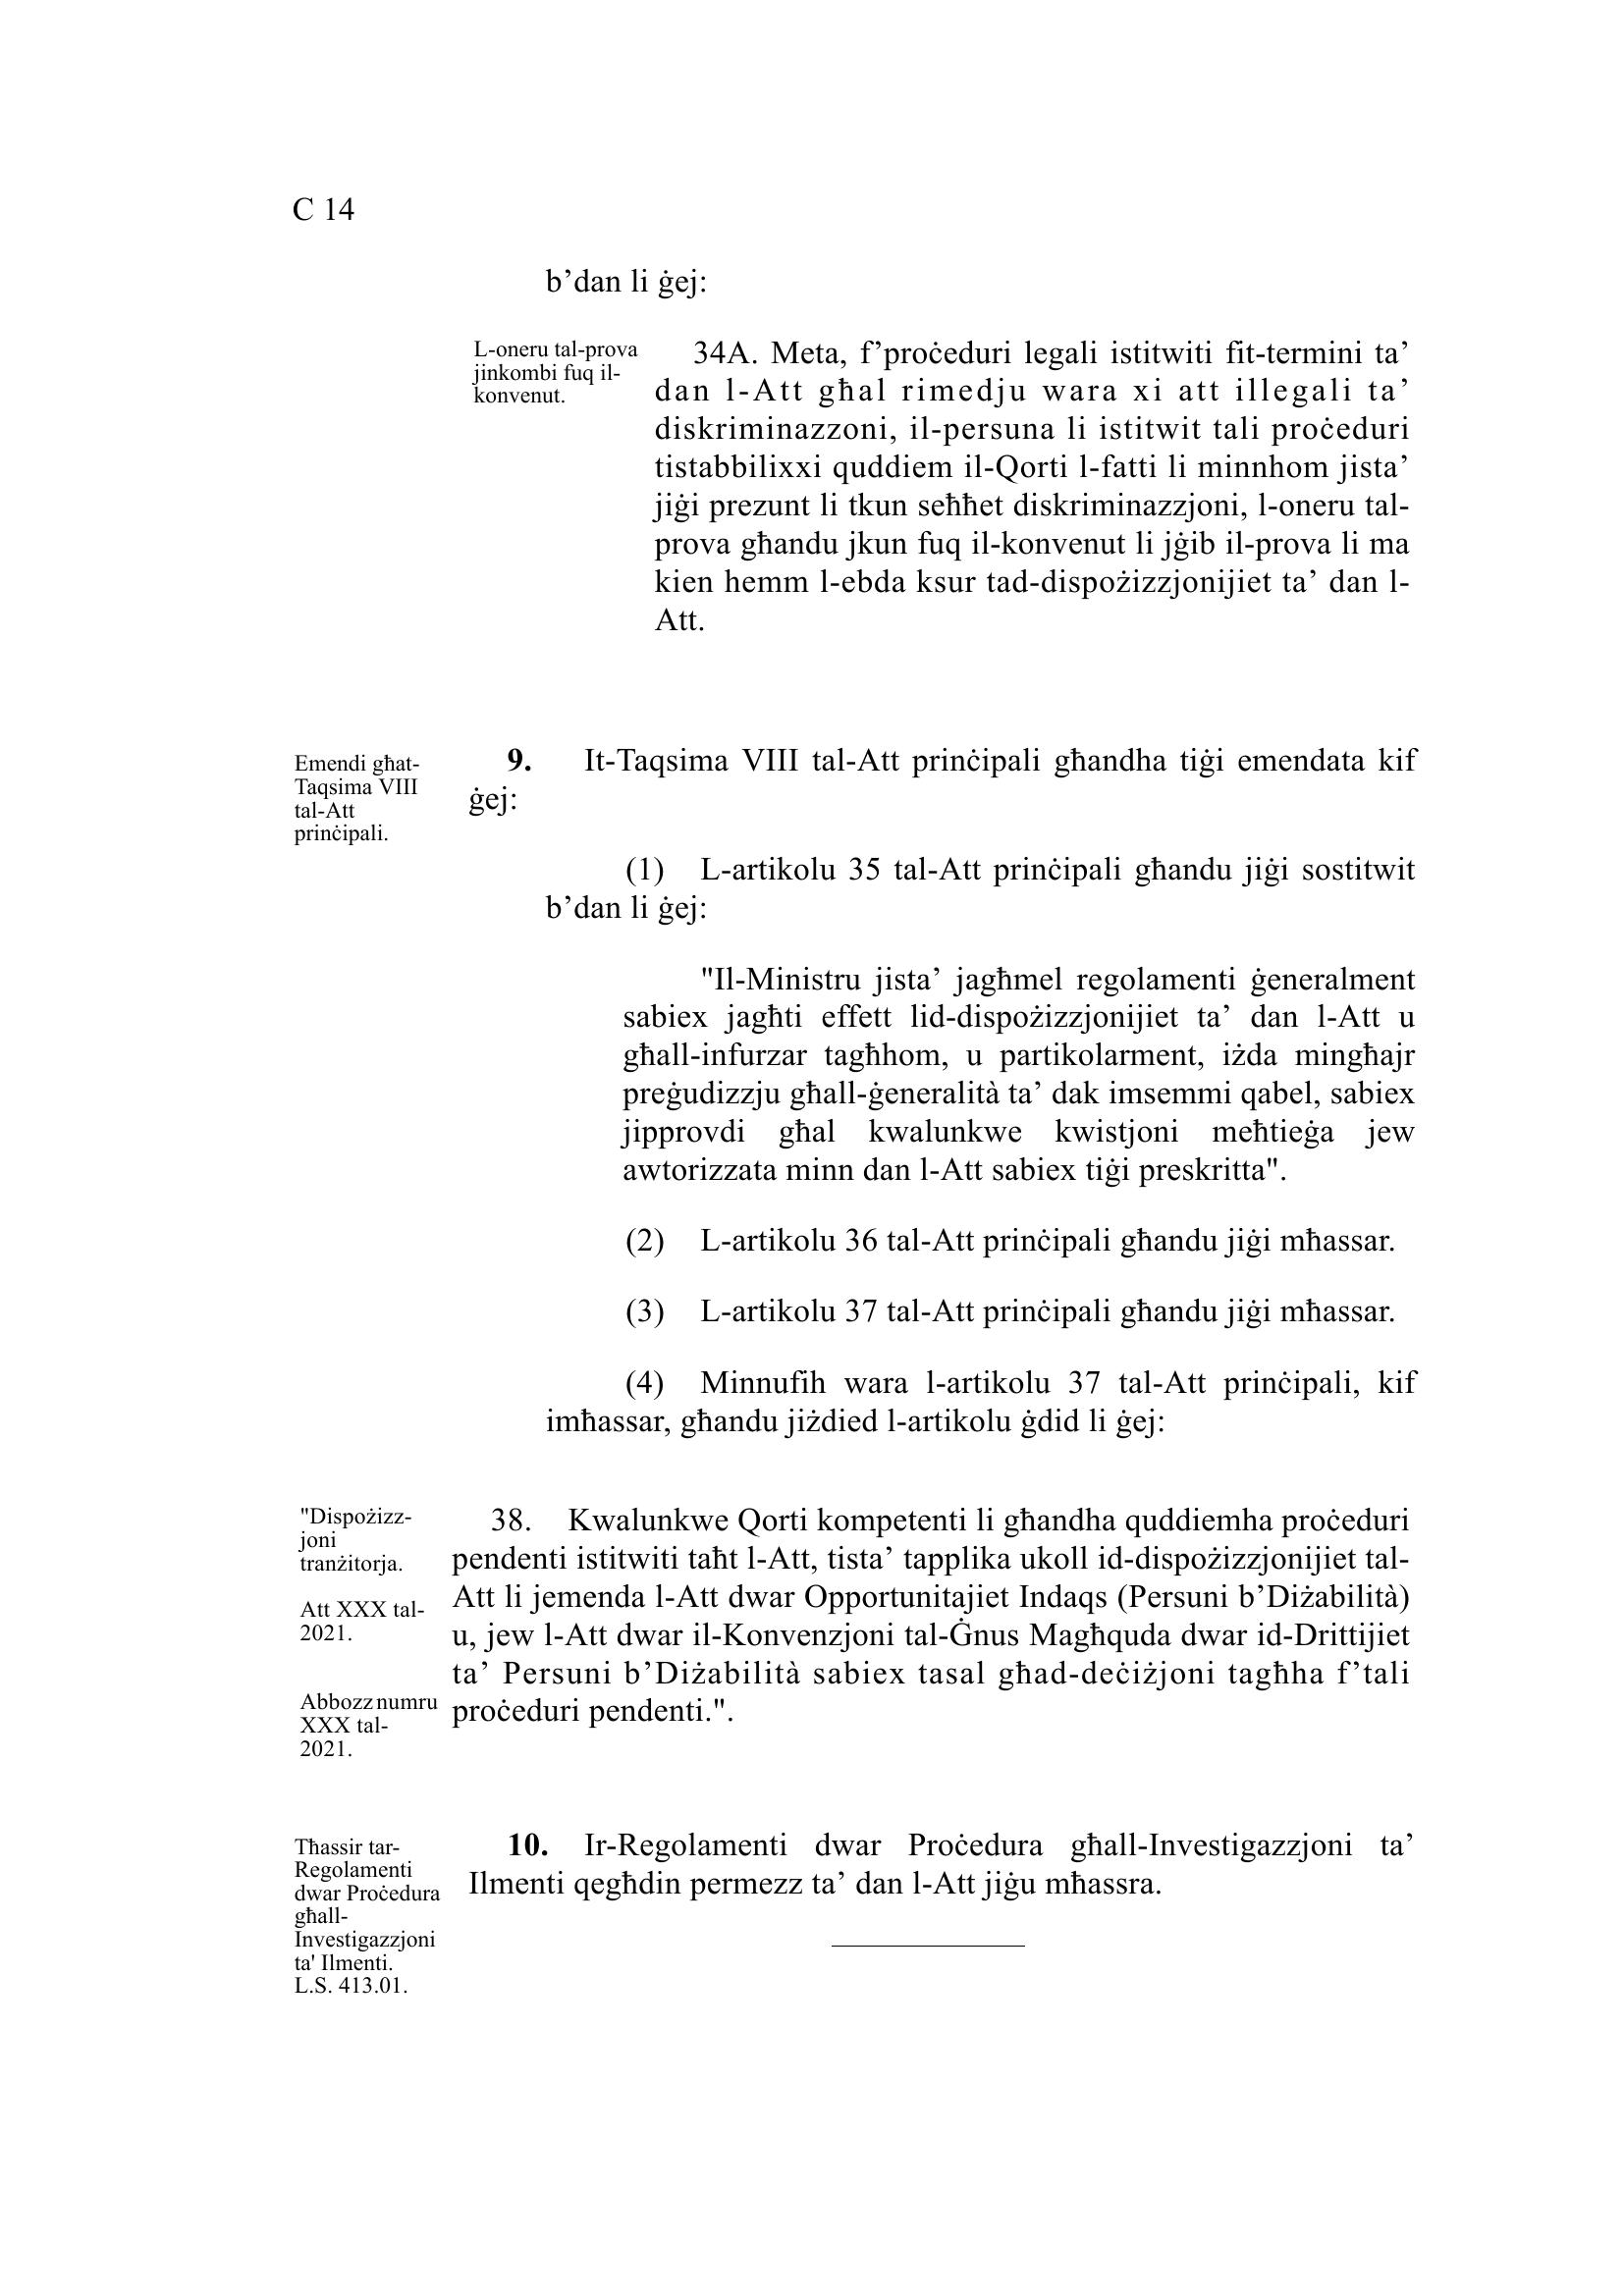 C 14
b’dan li ġej:
L-oneru tal-prova
jinkombi fuq il-
konvenut.
34A. Meta, f’proċeduri legali istitwiti fit-termini ta’
dan l-Att għal rimedju wara xi att illegali ta’
diskriminazzoni, il-persuna li istitwit tali proċeduri
tistabbilixxi quddiem il-Qorti l-fatti li minnhom jista’
jiġi prezunt li tkun seħħet diskriminazzjoni, l-oneru tal-
prova għandu jkun fuq il-konvenut li jġib il-prova li ma
kien hemm l-ebda ksur tad-dispożizzjonijiet ta’ dan l-
Att.
Emendi għat-
Taqsima VIII
tal-Att
prinċipali.
9. It-Taqsima VIII tal-Att prinċipali għandha tiġi emendata kif
ġej:
(1) L-artikolu 35 tal-Att prinċipali għandu jiġi sostitwit
b’dan li ġej:
"Il-Ministru jista’ jagħmel regolamenti ġeneralment
sabiex jagħti effett lid-dispożizzjonijiet ta’ dan l-Att u
għall-infurzar tagħhom, u partikolarment, iżda mingħajr
preġudizzju għall-ġeneralità ta’ dak imsemmi qabel, sabiex
jipprovdi għal kwalunkwe kwistjoni meħtieġa jew
awtorizzata minn dan l-Att sabiex tiġi preskritta".
(2) L-artikolu 36 tal-Att prinċipali għandu jiġi mħassar.
(3) L-artikolu 37 tal-Att prinċipali għandu jiġi mħassar.
(4) Minnufih wara l-artikolu 37 tal-Att prinċipali, kif
imħassar, għandu jiżdied l-artikolu ġdid li ġej:
"Dispożizz-
joni
tranżitorja.
Att XXX tal-
2021.
Abbozz numru
XXX tal-
2021.
38. Kwalunkwe Qorti kompetenti li għandha quddiemha proċeduri
pendenti istitwiti taħt l-Att, tista’ tapplika ukoll id-dispożizzjonijiet tal-
Att li jemenda l-Att dwar Opportunitajiet Indaqs (Persuni b’Diżabilità)
u, jew l-Att dwar il-Konvenzjoni tal-Ġnus Magħquda dwar id-Drittijiet
ta’ Persuni b’Diżabilità sabiex tasal għad-deċiżjoni tagħha f’tali
proċeduri pendenti.".
Tħassir tar-
Regolamenti
dwar Proċedura
għall-
Investigazzjoni
ta' Ilmenti.
L.S. 413.01.
10. Ir-Regolamenti dwar Proċedura għall-Investigazzjoni ta’
Ilmenti qegħdin permezz ta’ dan l-Att jiġu mħassra.